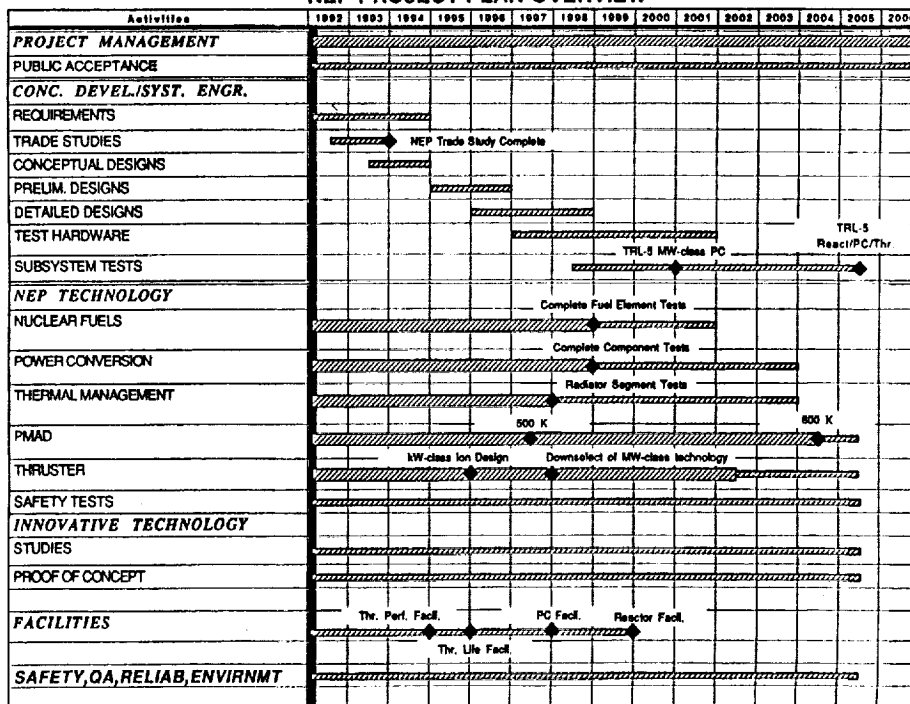 NEP PROJECT PLAN OVERVIEW
Activities 1992 1993 1994 1995 1996 1997 1998 1999 2000 2001 2002 2003 2004 2005
PROJECT MANAGEMENT
PUBLIC ACCEPTANCE
CONC. DEVEL./SYST. ENGR.
REQUIREMENTS
TRADE STUDIES NEP Trade Study Complete
CONCEPTUAL DESIGNS
PRELIM. DESIGNS
DETAILED DESIGNS
TRL-5
TEST HARDWARE React/PC/Thr
TRL-5 MW-class PC
SUBSYSTEM TESTS
NEP TECHNOLOGY
Complete Fuel Element Tests
NUCLEAR FUELS
Complete Component Tests
POWER CONVERSION
Radiator Segment Tests
THERMAL MANAGEMENT
500 K 600 K
PMAD
kW-class Ion Design Downselect of MW-class technology
THRUSTER
SAFETY TESTS
INNOVATIVE TECHNOLOGY
STUDIES
PROOF OF CONCEPT
Thr. Perf. Facil. PC Facil. Reactor Facil.
FACILITIES
Thr. Life Facil.
SAFETY,QA,RELIAB,ENVIRNMT